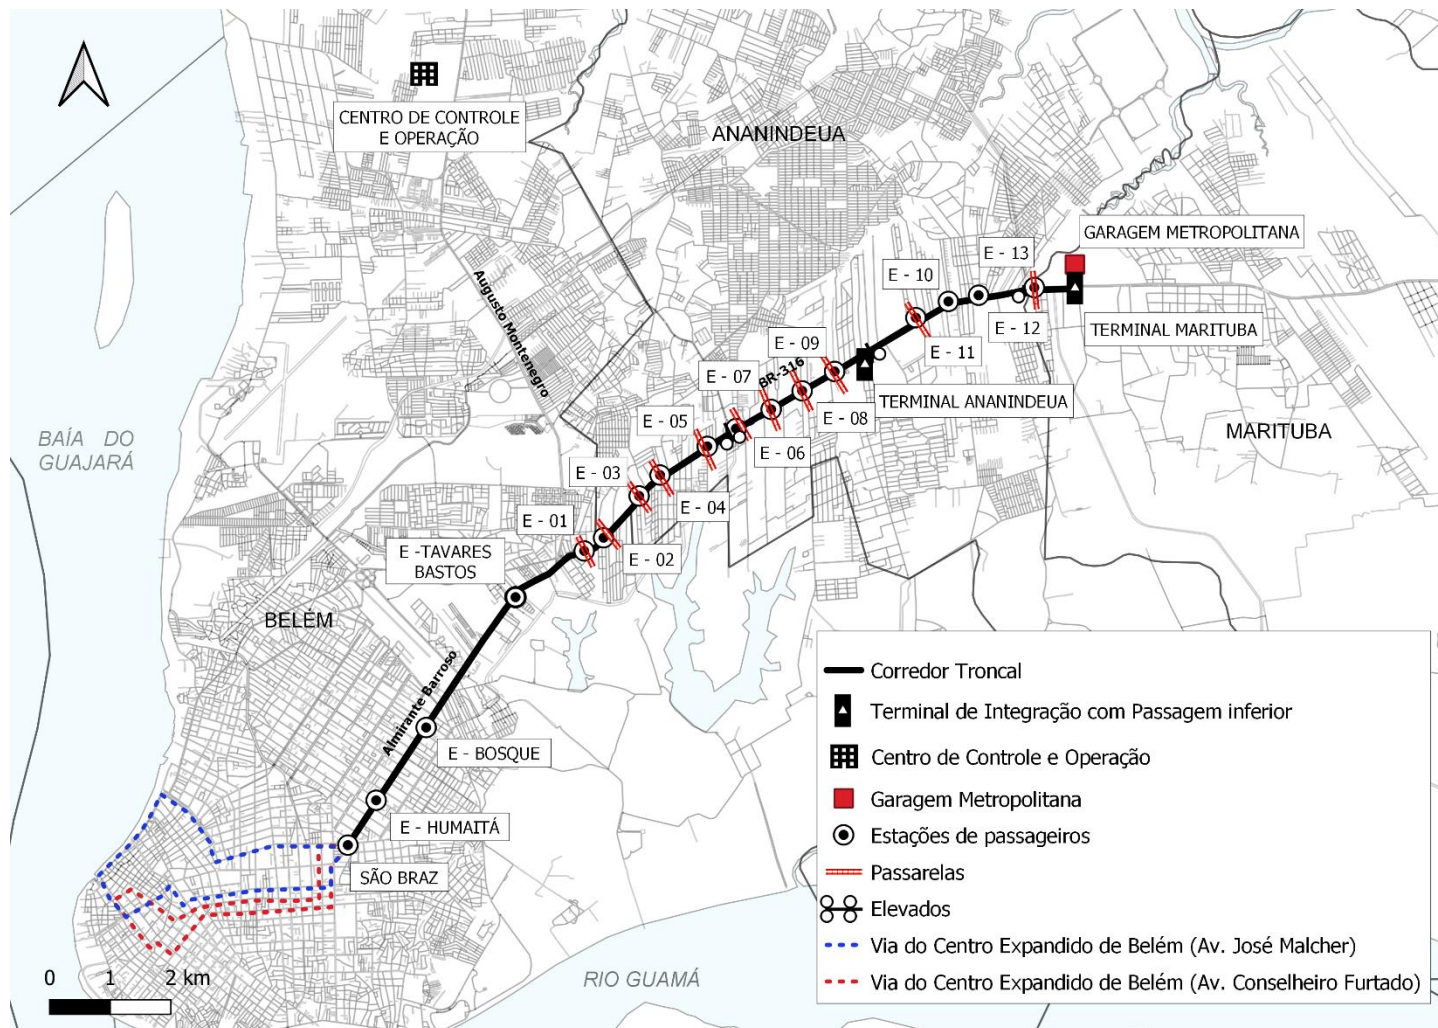 CENTRO DE CONTROLE
E OPERAÇÃO
ANANINDEUA
GARAGEM METROPOLITANA
E - 13
E - 10
Augusto Montenegro
TERMINAL MARITUBA
E - 12
E - 11
E - 09
BR-316
E - 07
TERMINAL ANANINDEUA
E - 08
E - 05
MARITUBA
BAÍA DO
GUAJARÁ
E - 06
E - 03
E - 04
E - 01
E - 02
E -TAVARES
BASTOS
BELÉM
Almirante Barroso
E - BOSQUE
E - HUMAITÁ
SÃO BRAZ
RIO GUAMÁ
0 1 2 km
Corredor Troncal
Terminal de Integração com Passagem inferior
Centro de Controle e Operação
Garagem Metropolitana
Estações de passageiros
Passarelas
Elevados
Via do Centro Expandido de Belém (Av. José Malcher)
Via do Centro Expandido de Belém (Av. Conselheiro Furtado)